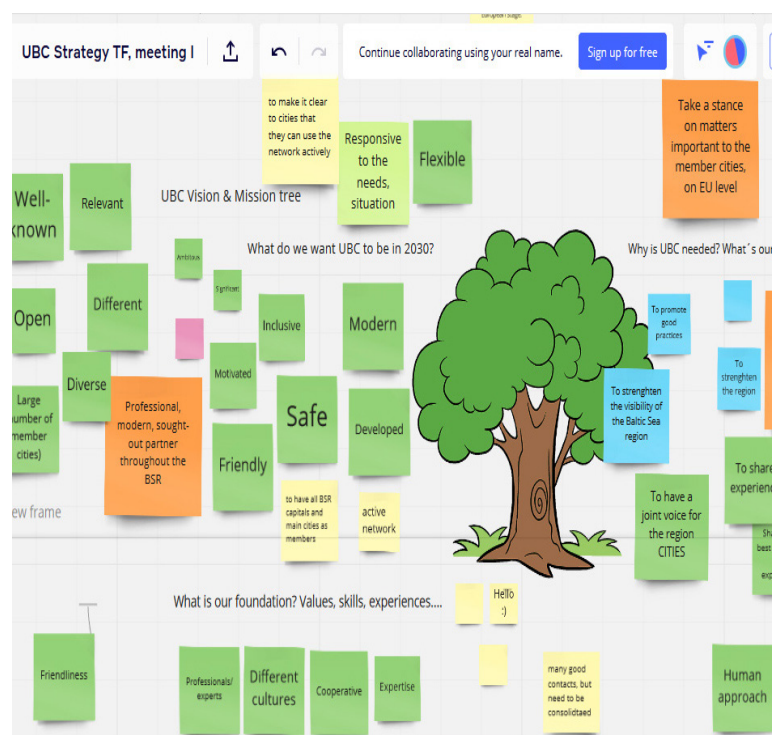 UBC Strategy TF, meeting I
Continue collaborating using your real name.
Sign up for free
to make it clear
to cities that
they can use the
network actively
Responsive
to the
needs,
situation
Flexible
Take a stance
on matters
important to the
member cities,
on EU level
Well-
known
Relevant
UBC Vision & Mission tree
What do we want UBC to be in 2030?
Why is UBC needed? What´s our
Ambitious
Significent
Open
Different
Inclusive
Modern
To promote
good
practices
Motivated
Diverse
To
strenghten
the region
Large
number of
member
cities)
Professional,
modern, sought-
out partner
throughout the
BSR
Safe
Developed
To strenghten
the visibility of
the Baltic Sea
region
Friendly
To share
experienc
to have all BSR
capitals and
main cities as
members
active
network
To have a
joint voice for
the region
CITIES
ew frame
Sha
best
exp
What is our foundation? Values, skills, experiences....
Hello
:)
Friendliness
Professionals/
experts
Different
cultures
Cooperative
Expertise
many good
contacts, but
need to be
consolidtaed
Human
approach